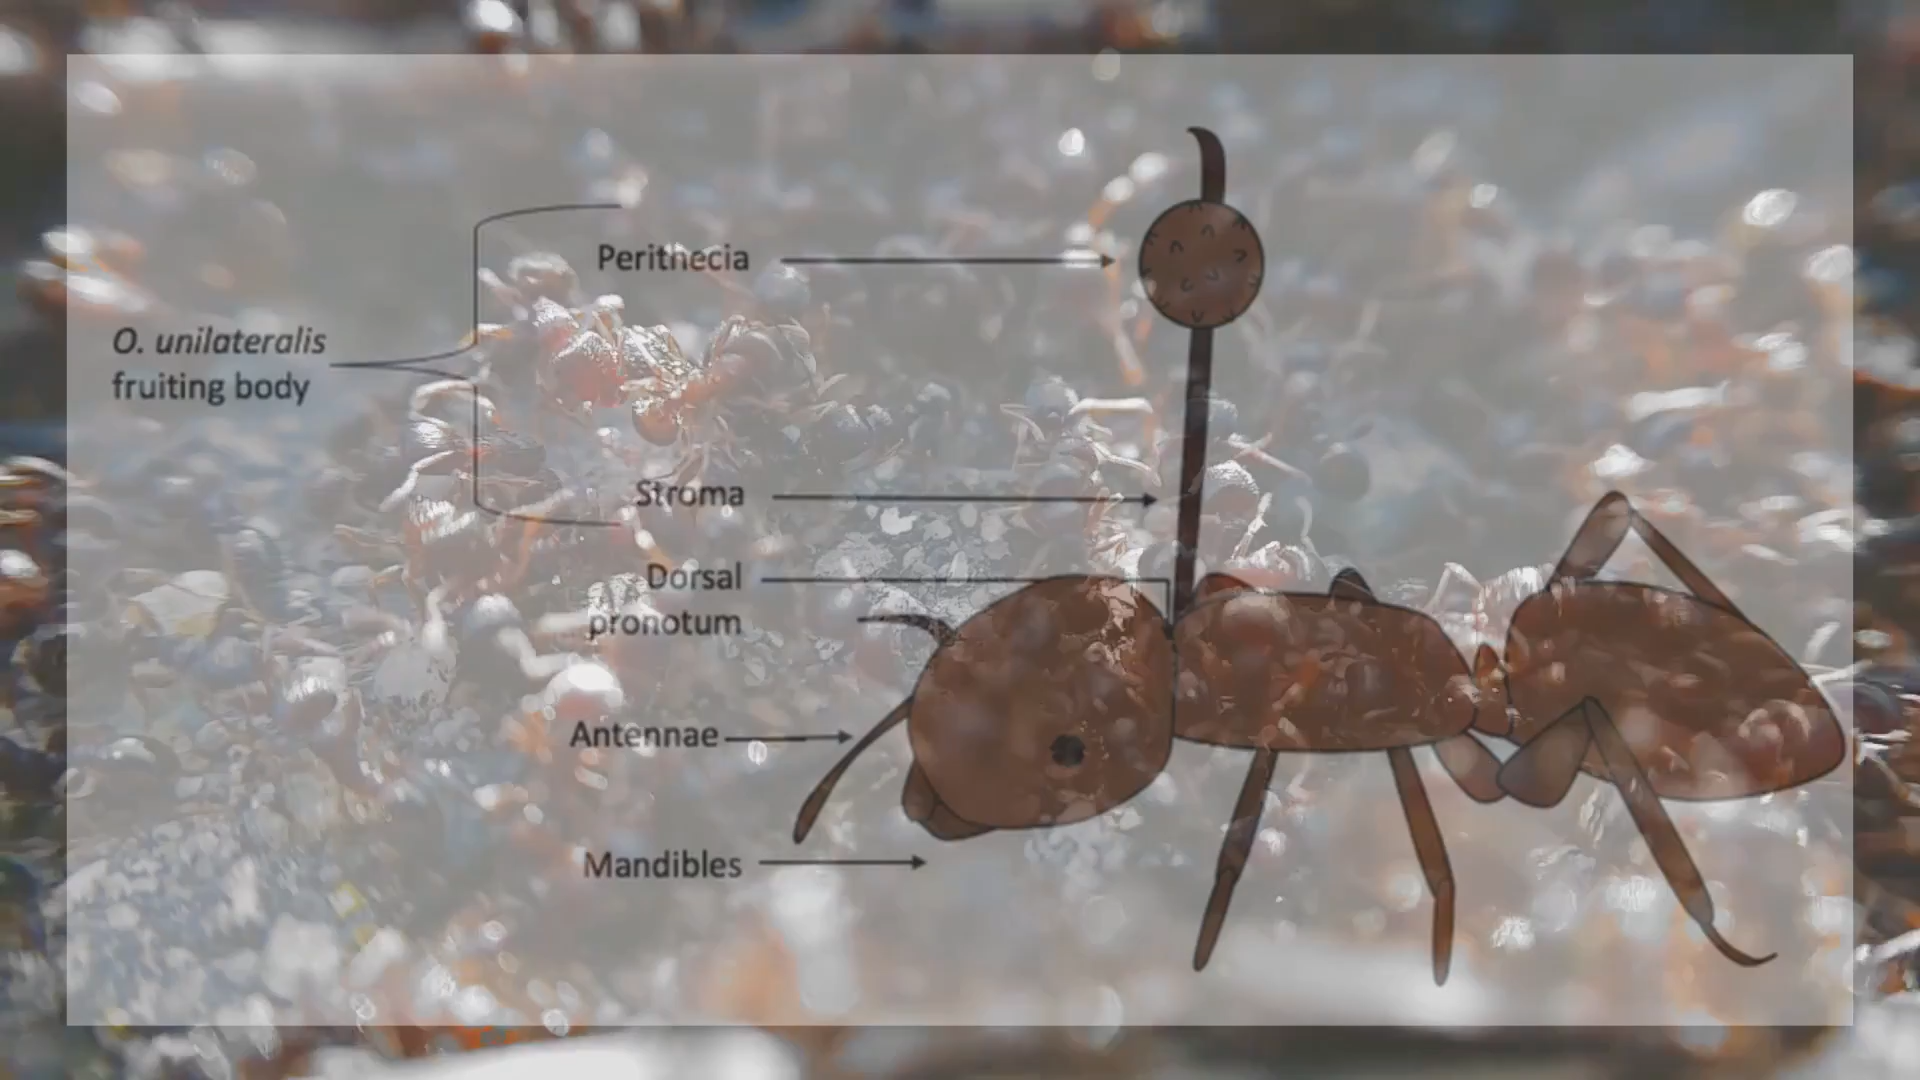 Perithecia
O. unilateralis
fruiting body
Stroma
Dorsal
pronotum
Antennae
Mandibles